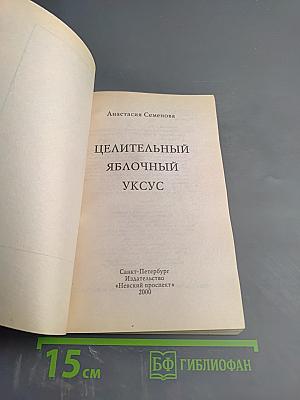 Анастасия Семенова
ЦЕЛИТЕЛЬНЫЙ
ЯБЛОЧНЫЙ
УКСУС
Санкт-Петербург
Издательство
«Невский проспект»
2000
15 см
БФ ГИБЛИОФАН